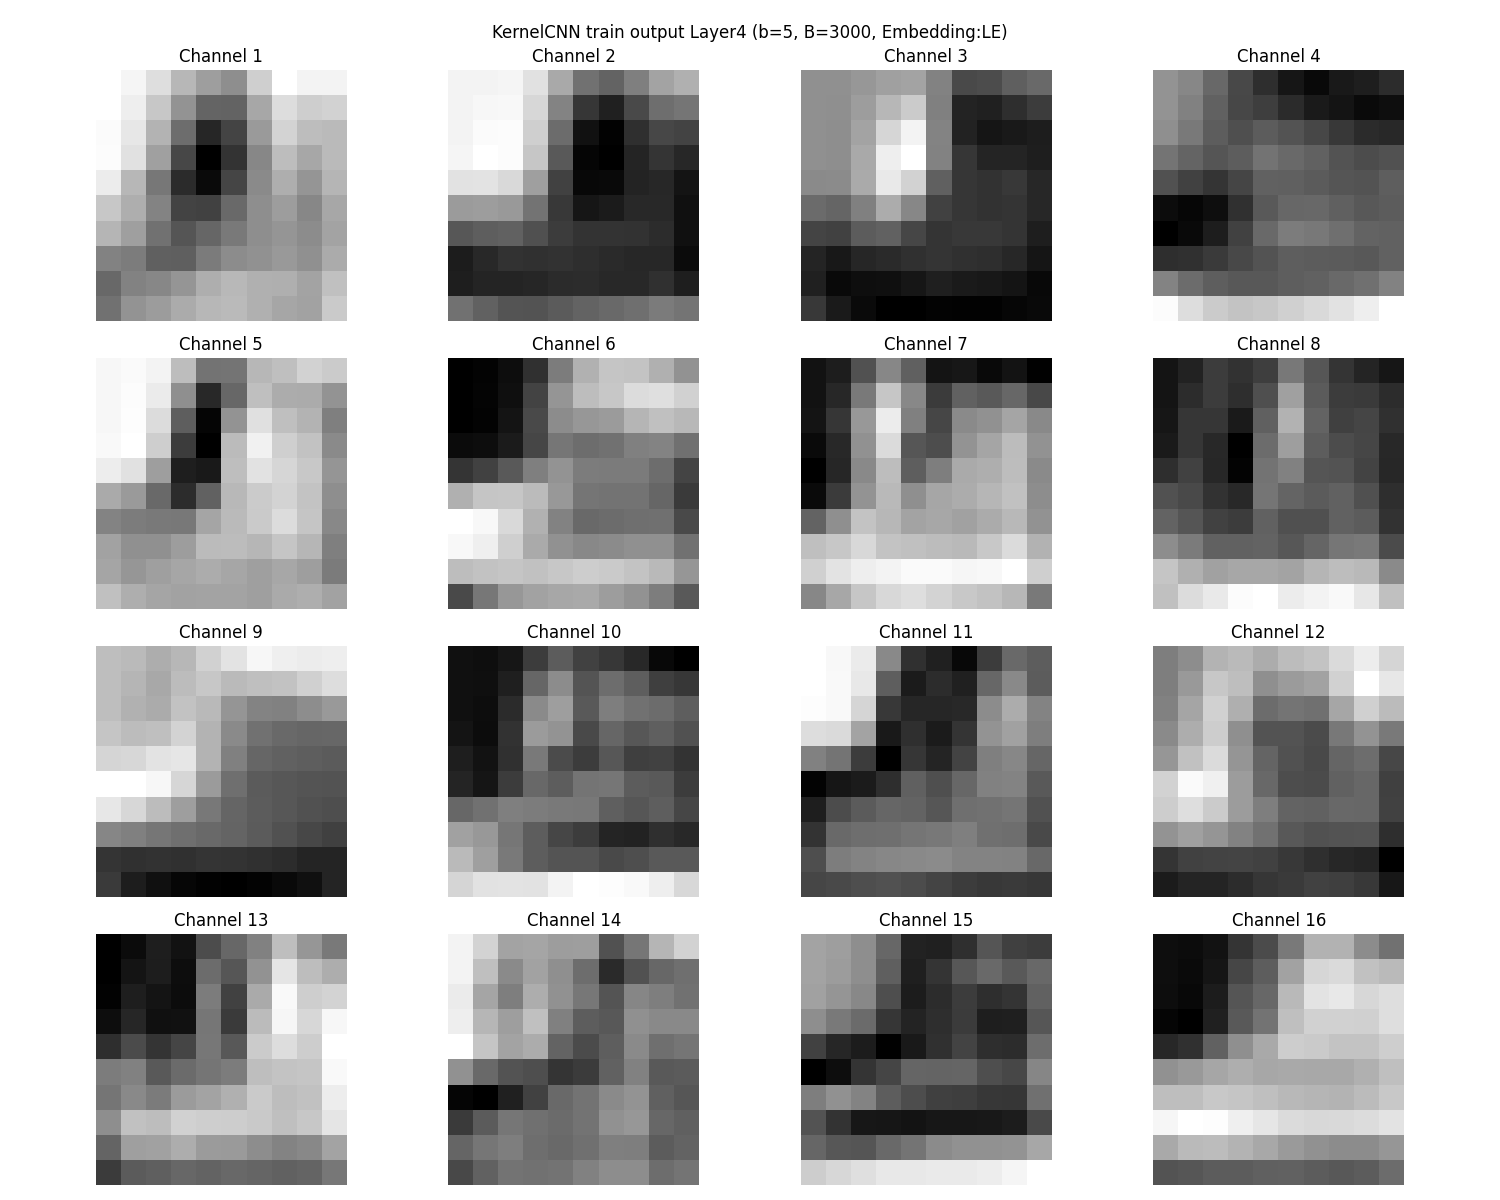 KernelCNN train output Layer4 (b=5, B=3000, Embedding:LE)
Channel 1
Channel 2
Channel 3
Channel 4
Channel 5
Channel 6
Channel 7
Channel 8
Channel 9
Channel 10
Channel 11
Channel 12
Channel 13
Channel 14
Channel 15
Channel 16